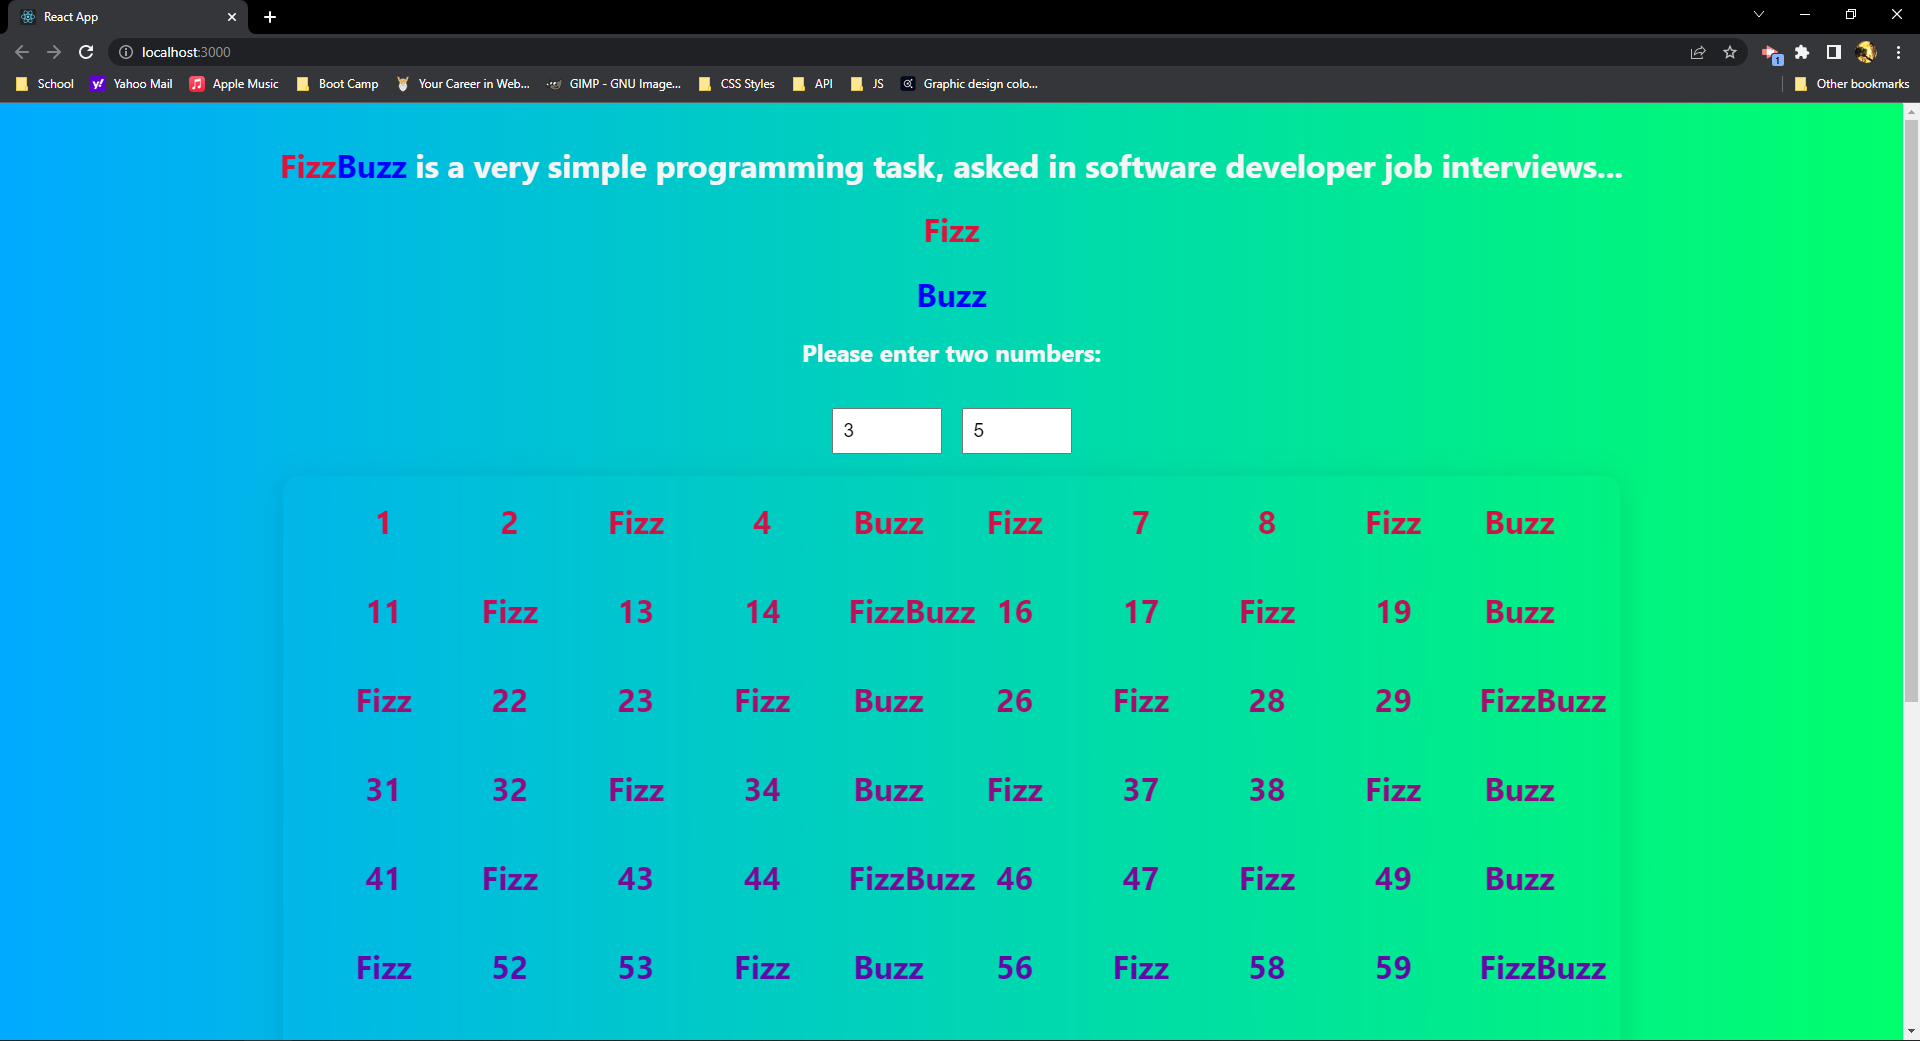 React App
localhost:3000
1
School Yahoo Mail Apple Music Boot Camp Your Career in Web... GIMP - GNU Image... CSS Styles API JS Graphic design colo... Other bookmarks
FizzBuzz is a very simple programming task, asked in software developer job interviews...
Fizz
Buzz
Please enter two numbers:
3 5
1 2 Fizz 4 Buzz Fizz 7 8 Fizz Buzz
11 Fizz 13 14 FizzBuzz 16 17 Fizz 19 Buzz
Fizz 22 23 Fizz Buzz 26 Fizz 28 29 FizzBuzz
31 32 Fizz 34 Buzz Fizz 37 38 Fizz Buzz
41 Fizz 43 44 FizzBuzz 46 47 Fizz 49 Buzz
Fizz 52 53 Fizz Buzz 56 Fizz 58 59 FizzBuzz